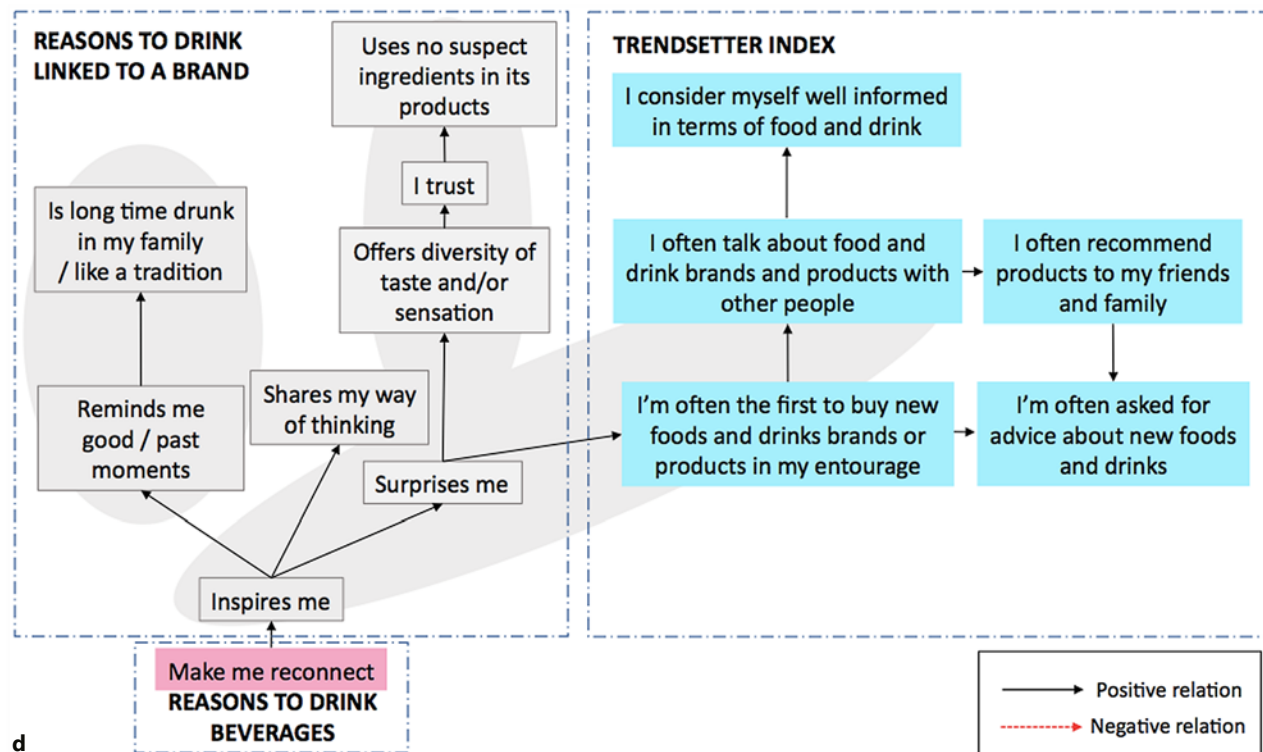 REASONS TO DRINK
LINKED TO A BRAND
Uses no suspect
ingredients in its
products
I trust
Is long time drunk
in my family
/ like a tradition
Offers diversity of
taste and/or
sensation
Reminds me
good / past
moments
Shares my way
of thinking
Surprises me
Inspires me
Make me reconnect
REASONS TO DRINK
BEVERAGES
TRENDSETTER INDEX
I consider myself well informed
in terms of food and drink
I often talk about food and
drink brands and products with
other people
I often recommend
products to my friends
and family
I'm often the first to buy new
foods and drinks brands or
products in my entourage
I'm often asked for
advice about new foods
and drinks
Positive relation
Negative relation
d